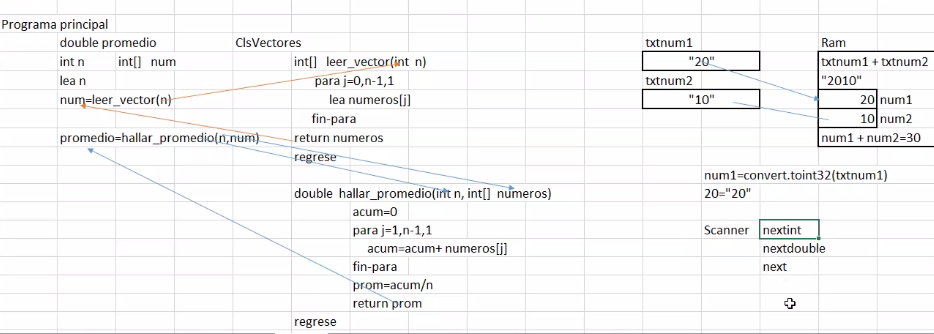 Programa principal
double promedio
ClsVectores
int n int[] num
int[] leer_vector(int n)
lea n
para j=0,n-1,1
num=leer_vector(n)
lea numeros[j]
fin-para
promedio=hallar_promedio(n,num)
return numeros
regrese
double hallar_promedio(int n, int[] numeros)
acum=0
para j=1,n-1,1
acum=acum+ numeros[j]
fin-para
prom=acum/n
return prom
regrese
txtnum1
"20"
txtnum2
"10"
Ram
txtnum1 + txtnum2
"2010"
20 num1
10 num2
num1 + num2=30
num1=convert.toint32(txtnum1)
20="20"
Scanner nextint
nextdouble
next